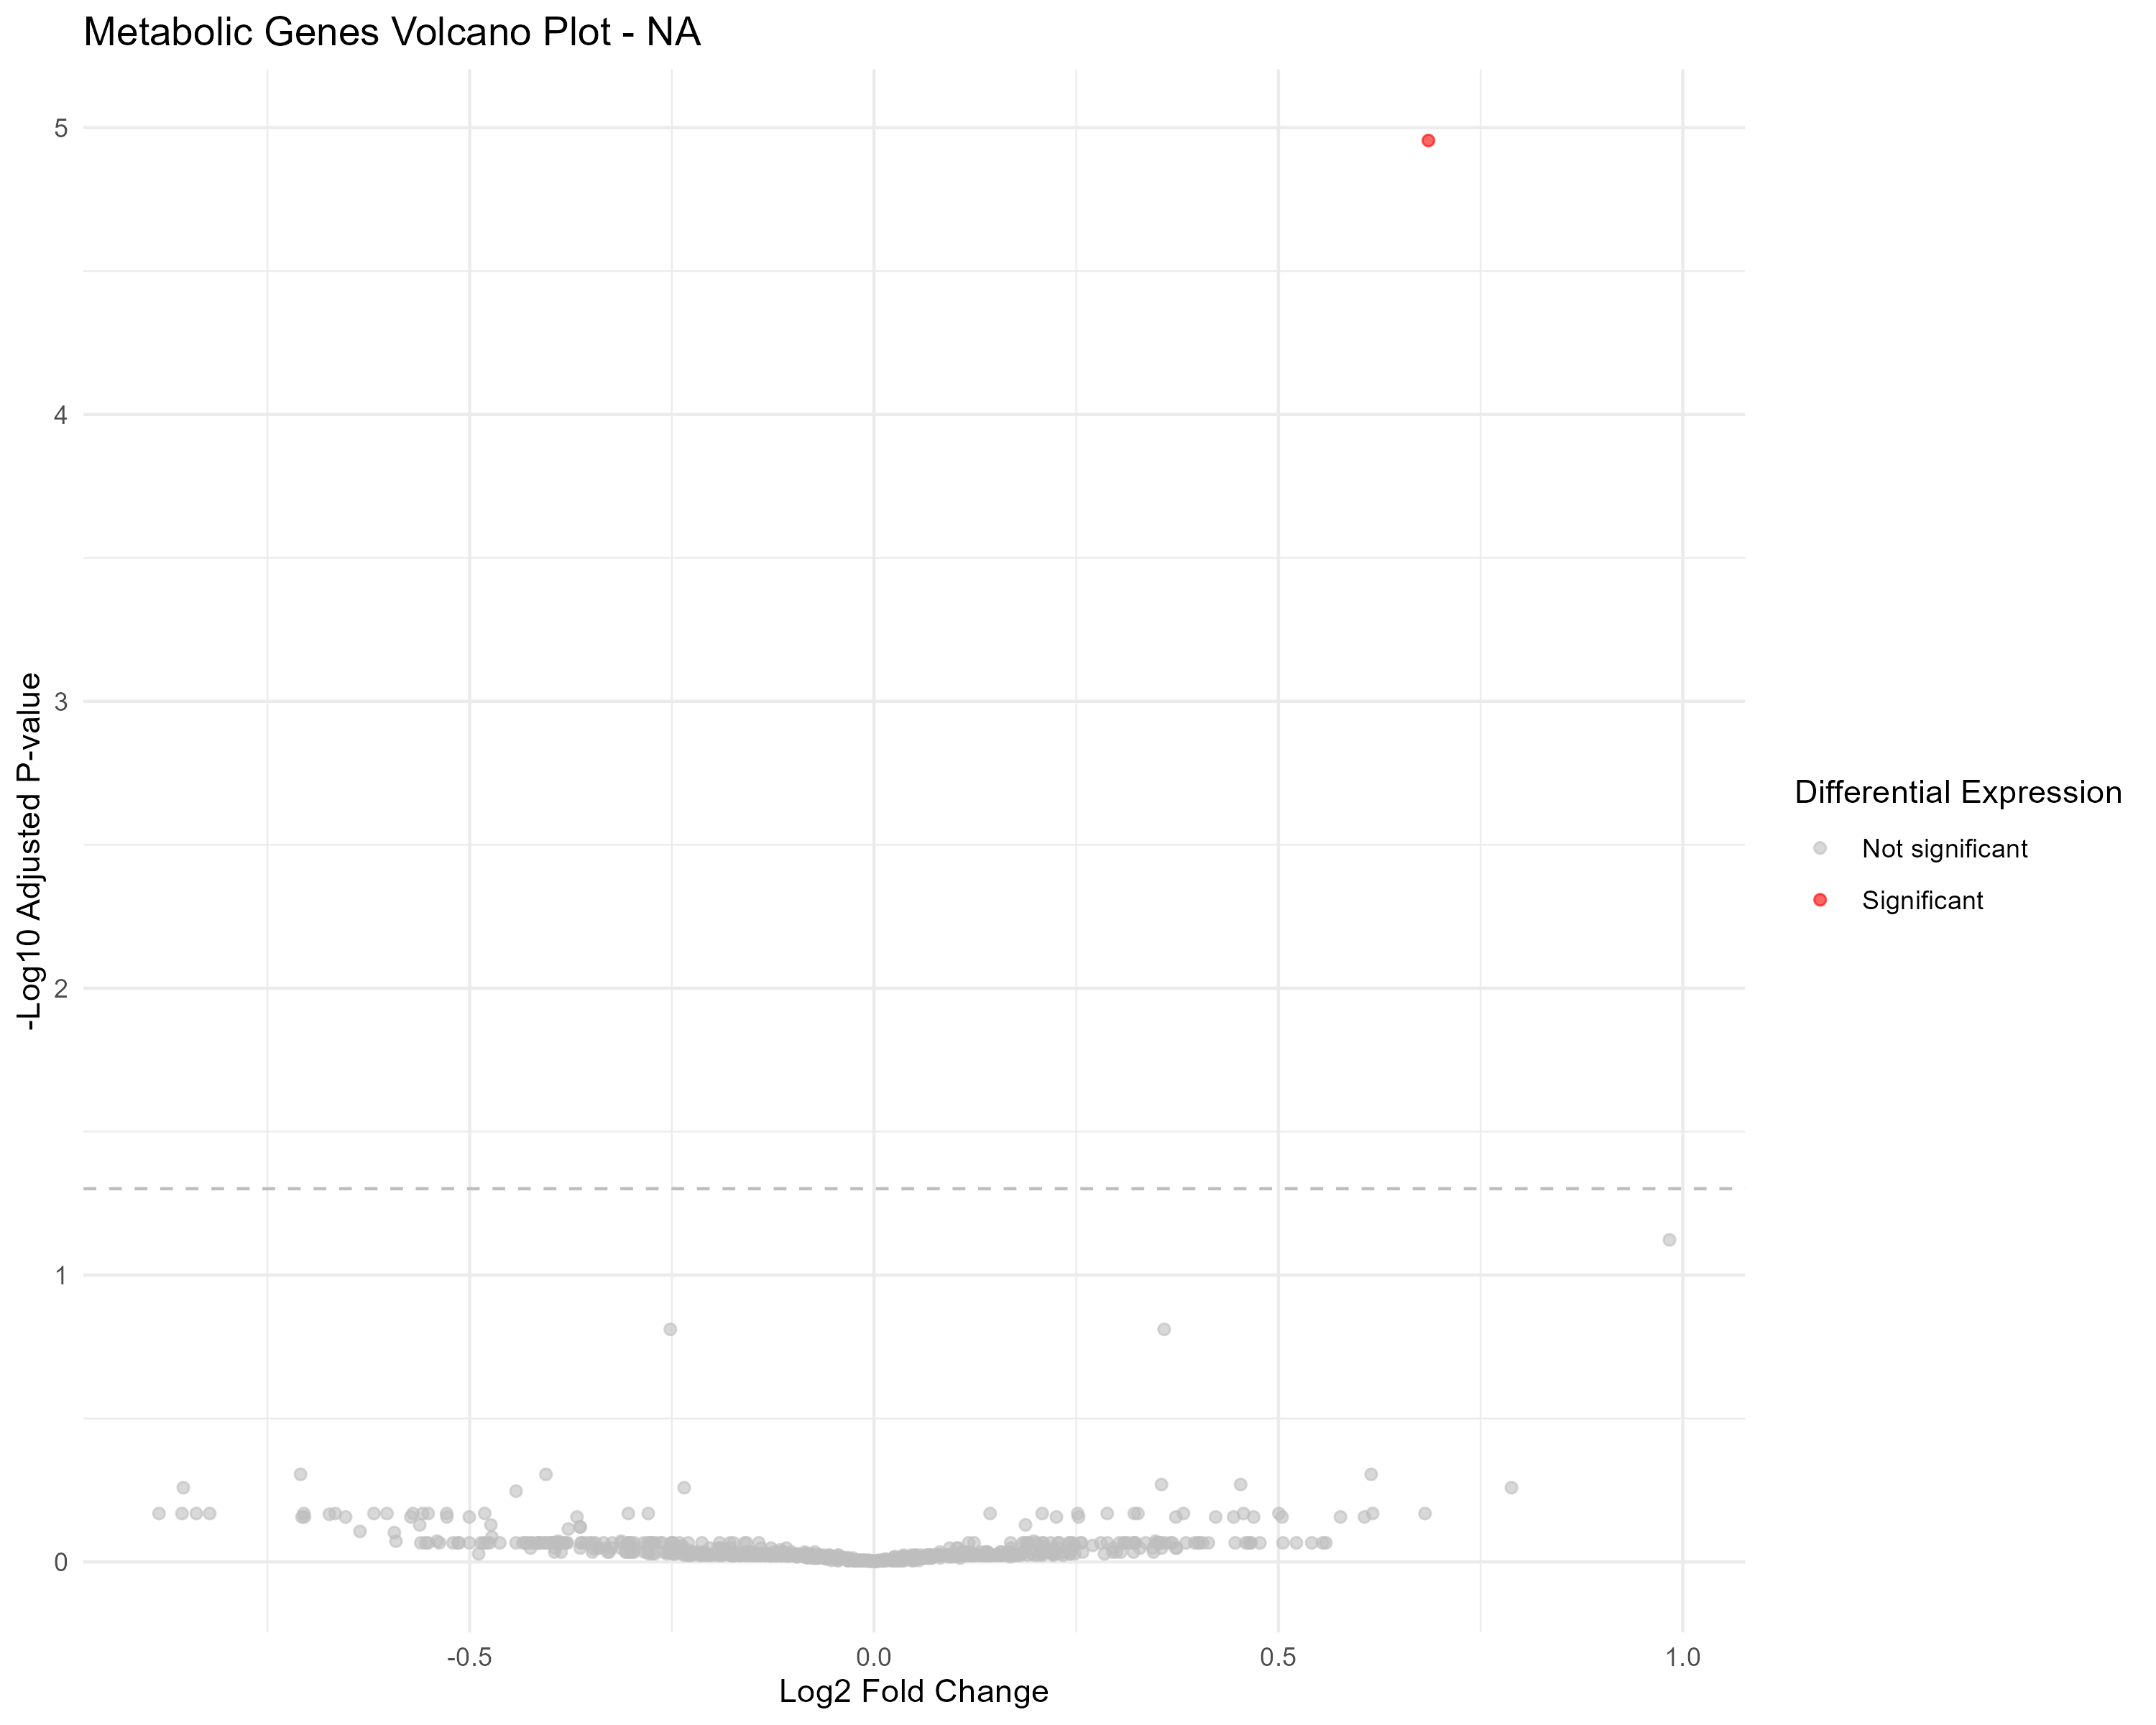 Metabolic Genes Volcano Plot - NA
5
4
3
2
1
0
-Log10 Adjusted P-value
-0.5
0.0
0.5
1.0
Log2 Fold Change
Differential Expression
Not significant
Significant